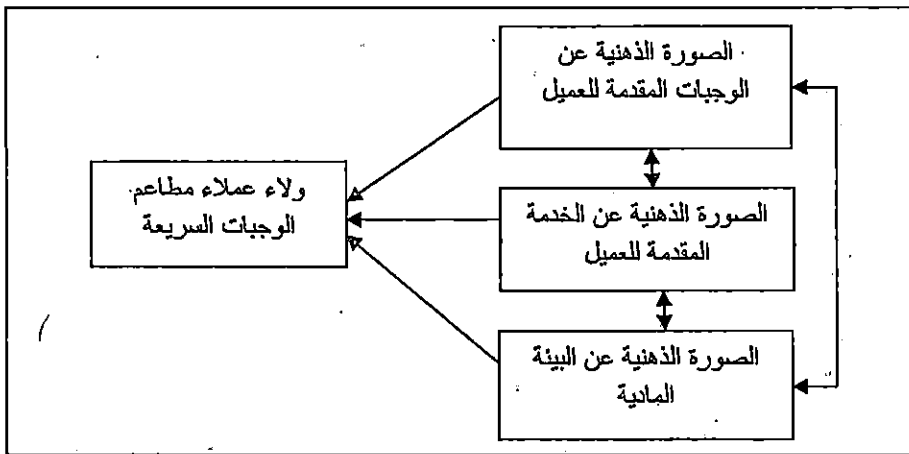 الصورة الذهنية عن
الوجبات المقدمة للعميل
ولاء عملاء مطاعم
الوجبات السريعة
الصورة الذهنية عن الخدمة
المقدمة للعميل
الصورة الذهنية عن البيئة
المادية